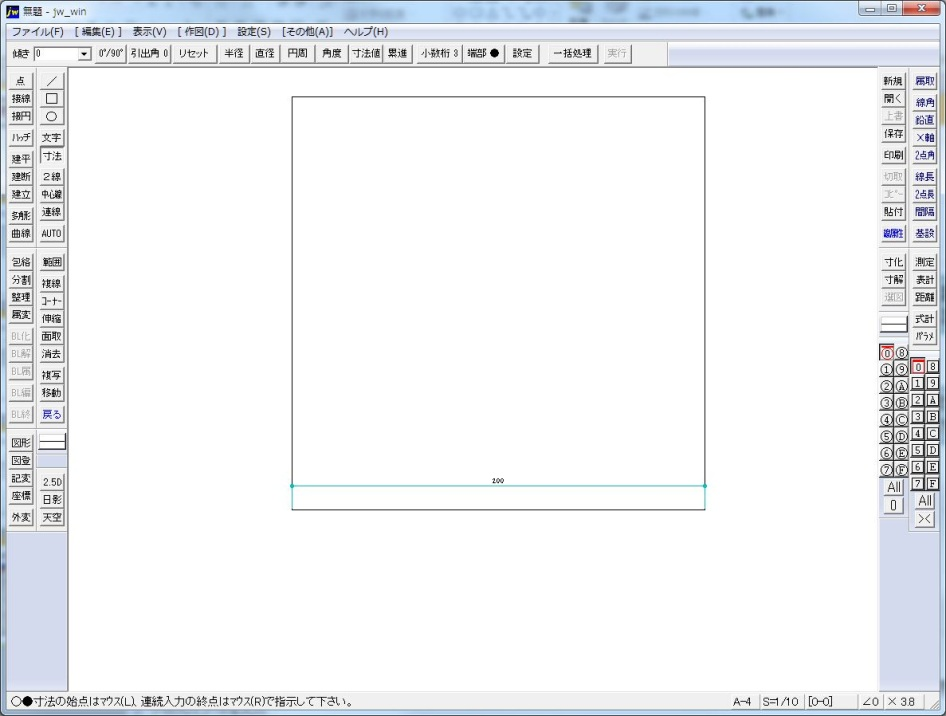 無題 - jw_win
ファイル(F) [編集(E)] 表示(V) [作図(D)] 設定(S) [その他(A)] ヘルプ(H)
傾き 0 0°/90° 引出角 0 リセット 半径 直径 円周 角度 寸法値 累進 小数桁 3 端部 ● 設定 一括処理 実行
点 ／
接線 □
接円 ○
ﾊｯﾁ 文字
建平 寸法
建断 2線
建立 中心線
多角形 連線
曲線 AUTO
包絡 範囲
分割 複線
整理 ｺｰﾅｰ
属変 伸縮
BL化 面取
BL解 消去
BL属 複写
BL編 移動
BL終 戻る
図形
図登
記変 2.5D
座標 日影
外変 天空
200
新規 属取
開く 線角
上書 鉛直
保存 X軸
印刷 2点角
切取 線長
ｺﾋﾟｰ 2点長
貼付 間隔
線属性 基設
寸化 測定
寸解 表計
選図 距離
式計
ﾊﾟﾗﾒ
0 8
1 9
2 A
3 B
4 C
5 D
6 E
7 F
All
0
0 8
1 9
2 A
3 B
4 C
5 D
6 E
7 F
All
×
○●寸法の始点はﾏｳｽ(L)、連続入力の終点はﾏｳｽ(R)で指示して下さい。
A-4 S=1/10 [0-0] ∠0 × 3.8